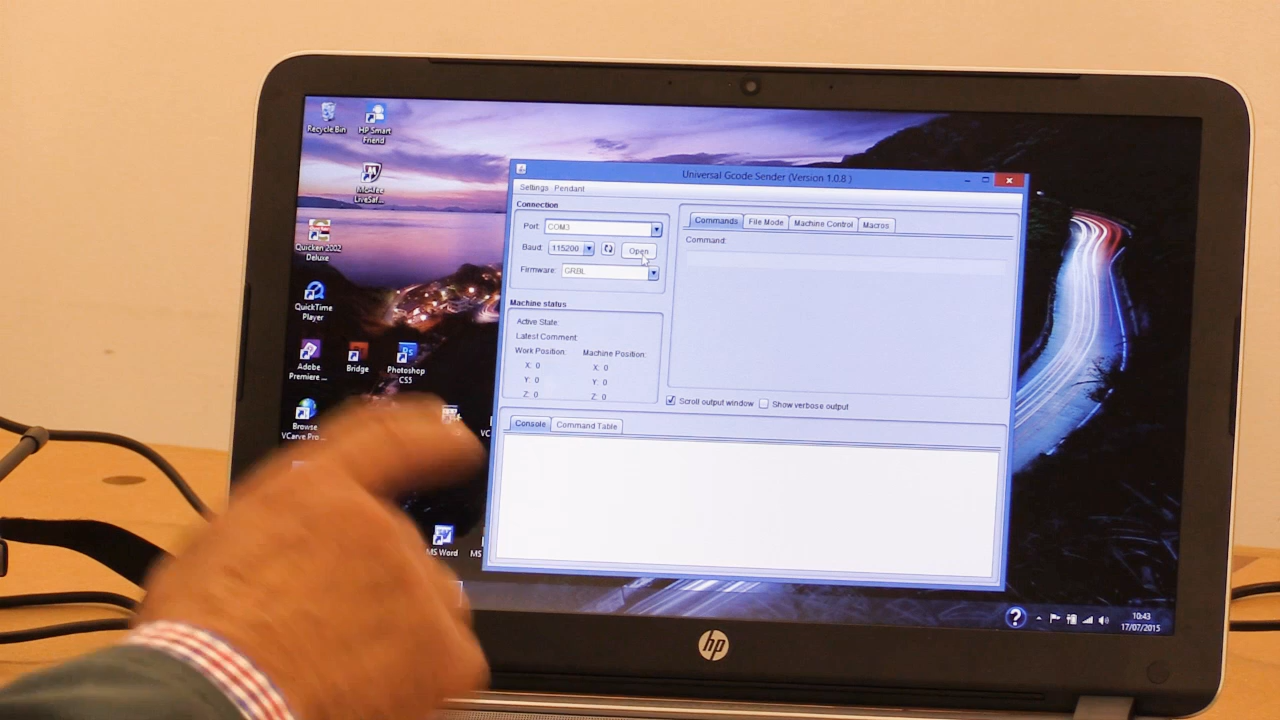 Recycle Bin
HP Smart
Friend
McAfee
LiveSaf...
Quicken 2002
Deluxe
QuickTime
Player
Adobe
Premiere ...
Bridge
Photoshop
CS5
Browse
VCarve Pro ...
VC
MS Word
MS
Universal Gcode Sender (Version 1.0.8 )
Settings Pendant
Connection
Port: COM3
Baud: 115200 Open
Firmware: GRBL
Machine status
Active State:
Latest Comment:
Work Position: Machine Position:
X: 0 X: 0
Y: 0 Y: 0
Z: 0 Z: 0
Commands File Mode Machine Control Macros
Command:
Scroll output window Show verbose output
Console Command Table
10:43
17/07/2015
hp